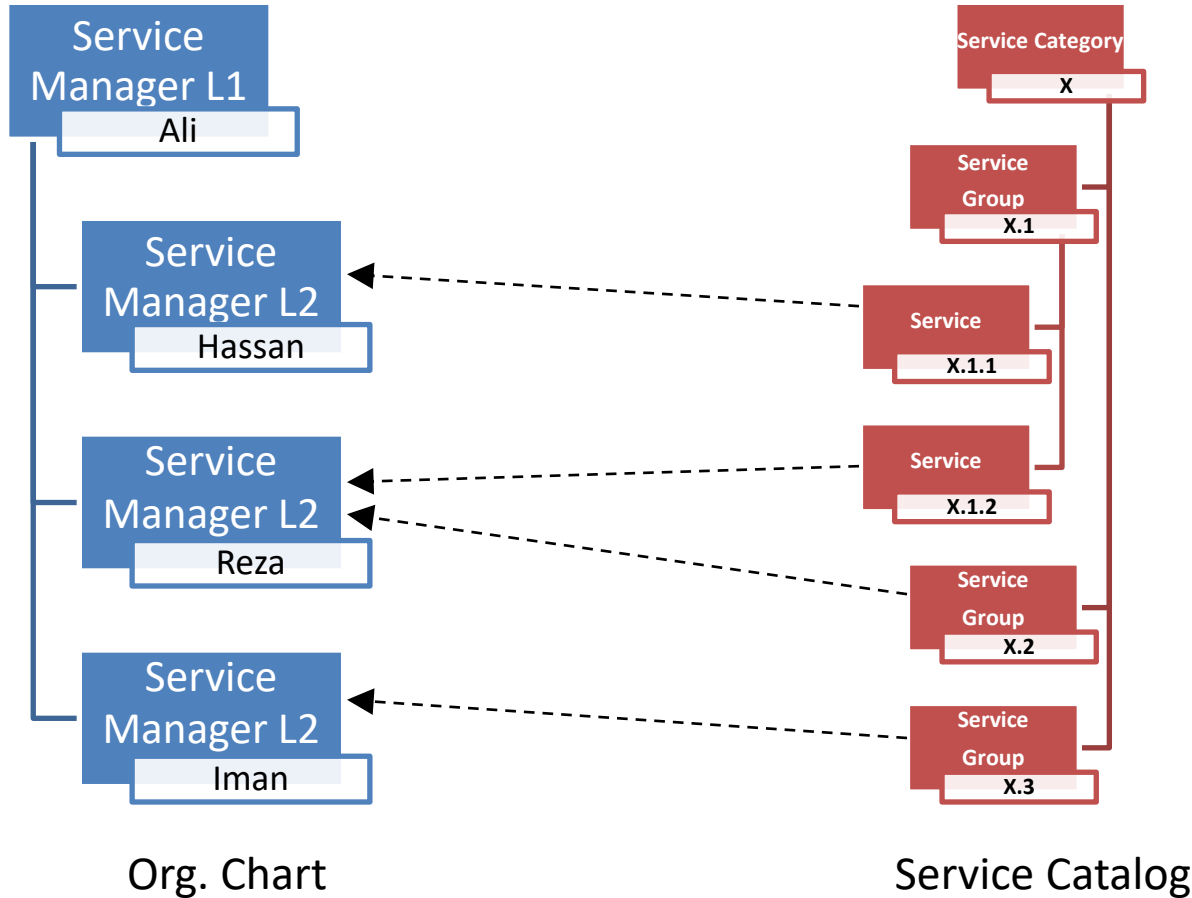 Service
Manager L1
Ali
Service
Manager L2
Hassan
Service
Manager L2
Reza
Service
Manager L2
Iman
Org. Chart
Service Category
X
Service
Group
X.1
Service
X.1.1
Service
X.1.2
Service
Group
X.2
Service
Group
X.3
Service Catalog